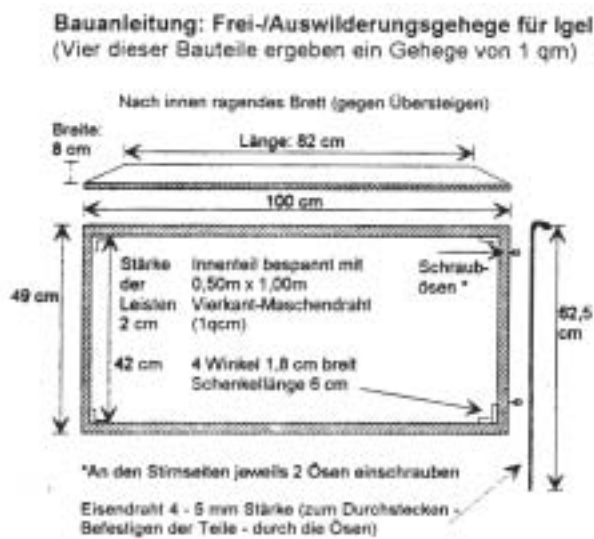 Bauanleitung: Frei-/Auswilderungsgehege für Igel
(Vier dieser Bauteile ergeben ein Gehege von 1 qm)
Nach innen ragendes Brett (gegen Übersteigen)
Breite:
8 cm
Länge: 82 cm
100 cm
49 cm
Stärke
der
Leisten
2 cm
Innenteil bespannt mit
0,50m x 1,00m
Vierkant-Maschendraht
(1qcm)
Schraub-
ösen *
62,5
cm
42 cm
4 Winkel 1,8 cm breit
Schenkellänge 6 cm
*An den Stirnseiten jeweils 2 Ösen einschrauben
Eisendraht 4 - 5 mm Stärke (zum Durchstecken -
Befestigen der Teile - durch die Ösen)